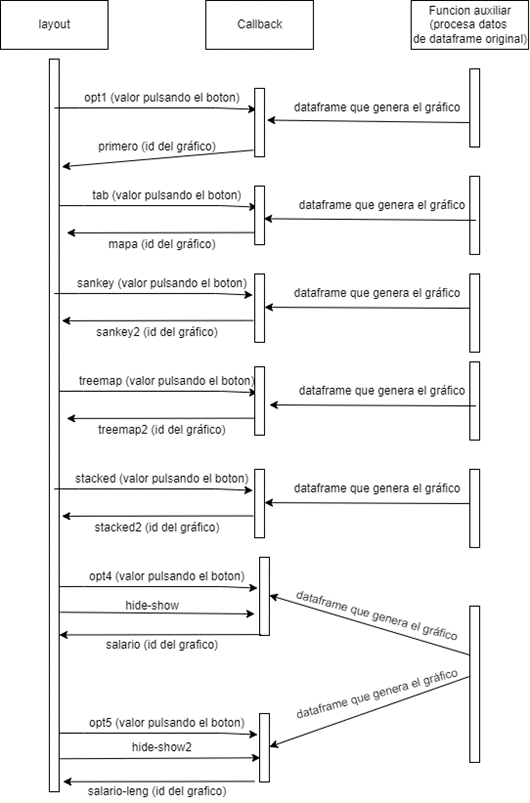 layout
Callback
Funcion auxiliar
(procesa datos
de dataframe original)
opt1 (valor pulsando el boton)
dataframe que genera el gráfico
primero (id del gráfico)
tab (valor pulsando el boton)
dataframe que genera el gráfico
mapa (id del gráfico)
sankey (valor pulsando el boton)
dataframe que genera el gráfico
sankey2 (id del gráfico)
treemap (valor pulsando el boton)
dataframe que genera el gráfico
treemap2 (id del gráfico)
stacked (valor pulsando el boton)
dataframe que genera el gráfico
stacked2 (id del gráfico)
opt4 (valor pulsando el boton)
dataframe que genera el gráfico
hide-show
salario (id del grafico)
dataframe que genera el gráfico
opt5 (valor pulsando el boton)
hide-show2
salario-leng (id del grafico)